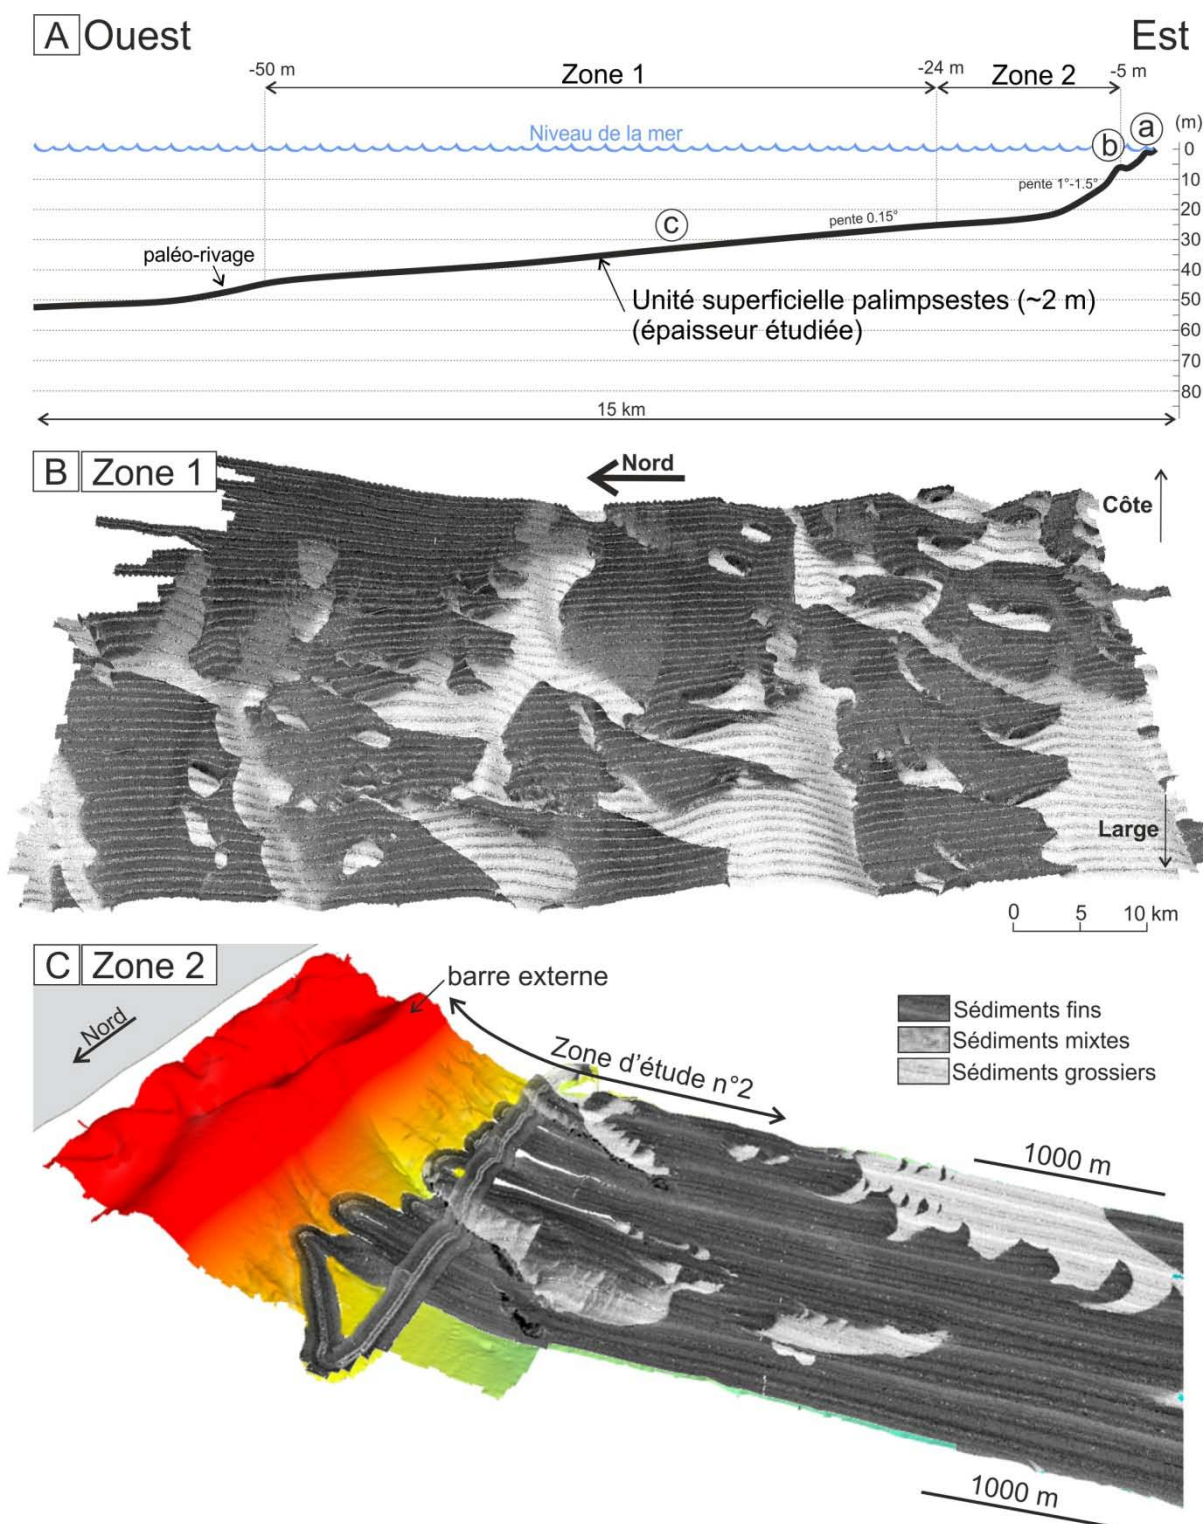 A Ouest
Est
-50 m
Zone 1
-24 m
Zone 2
-5 m
(m)
Niveau de la mer
a
b
0
10
pente 1°-1.5°
20
c
pente 0.15°
30
paléo-rivage
40
Unité superficielle palimpsestes (~2 m)
(épaisseur étudiée)
50
60
70
80
15 km
B Zone 1
Nord
Côte
Large
0 5 10 km
C Zone 2
barre externe
Nord
Zone d'étude n°2
Sédiments fins
Sédiments mixtes
Sédiments grossiers
1000 m
1000 m